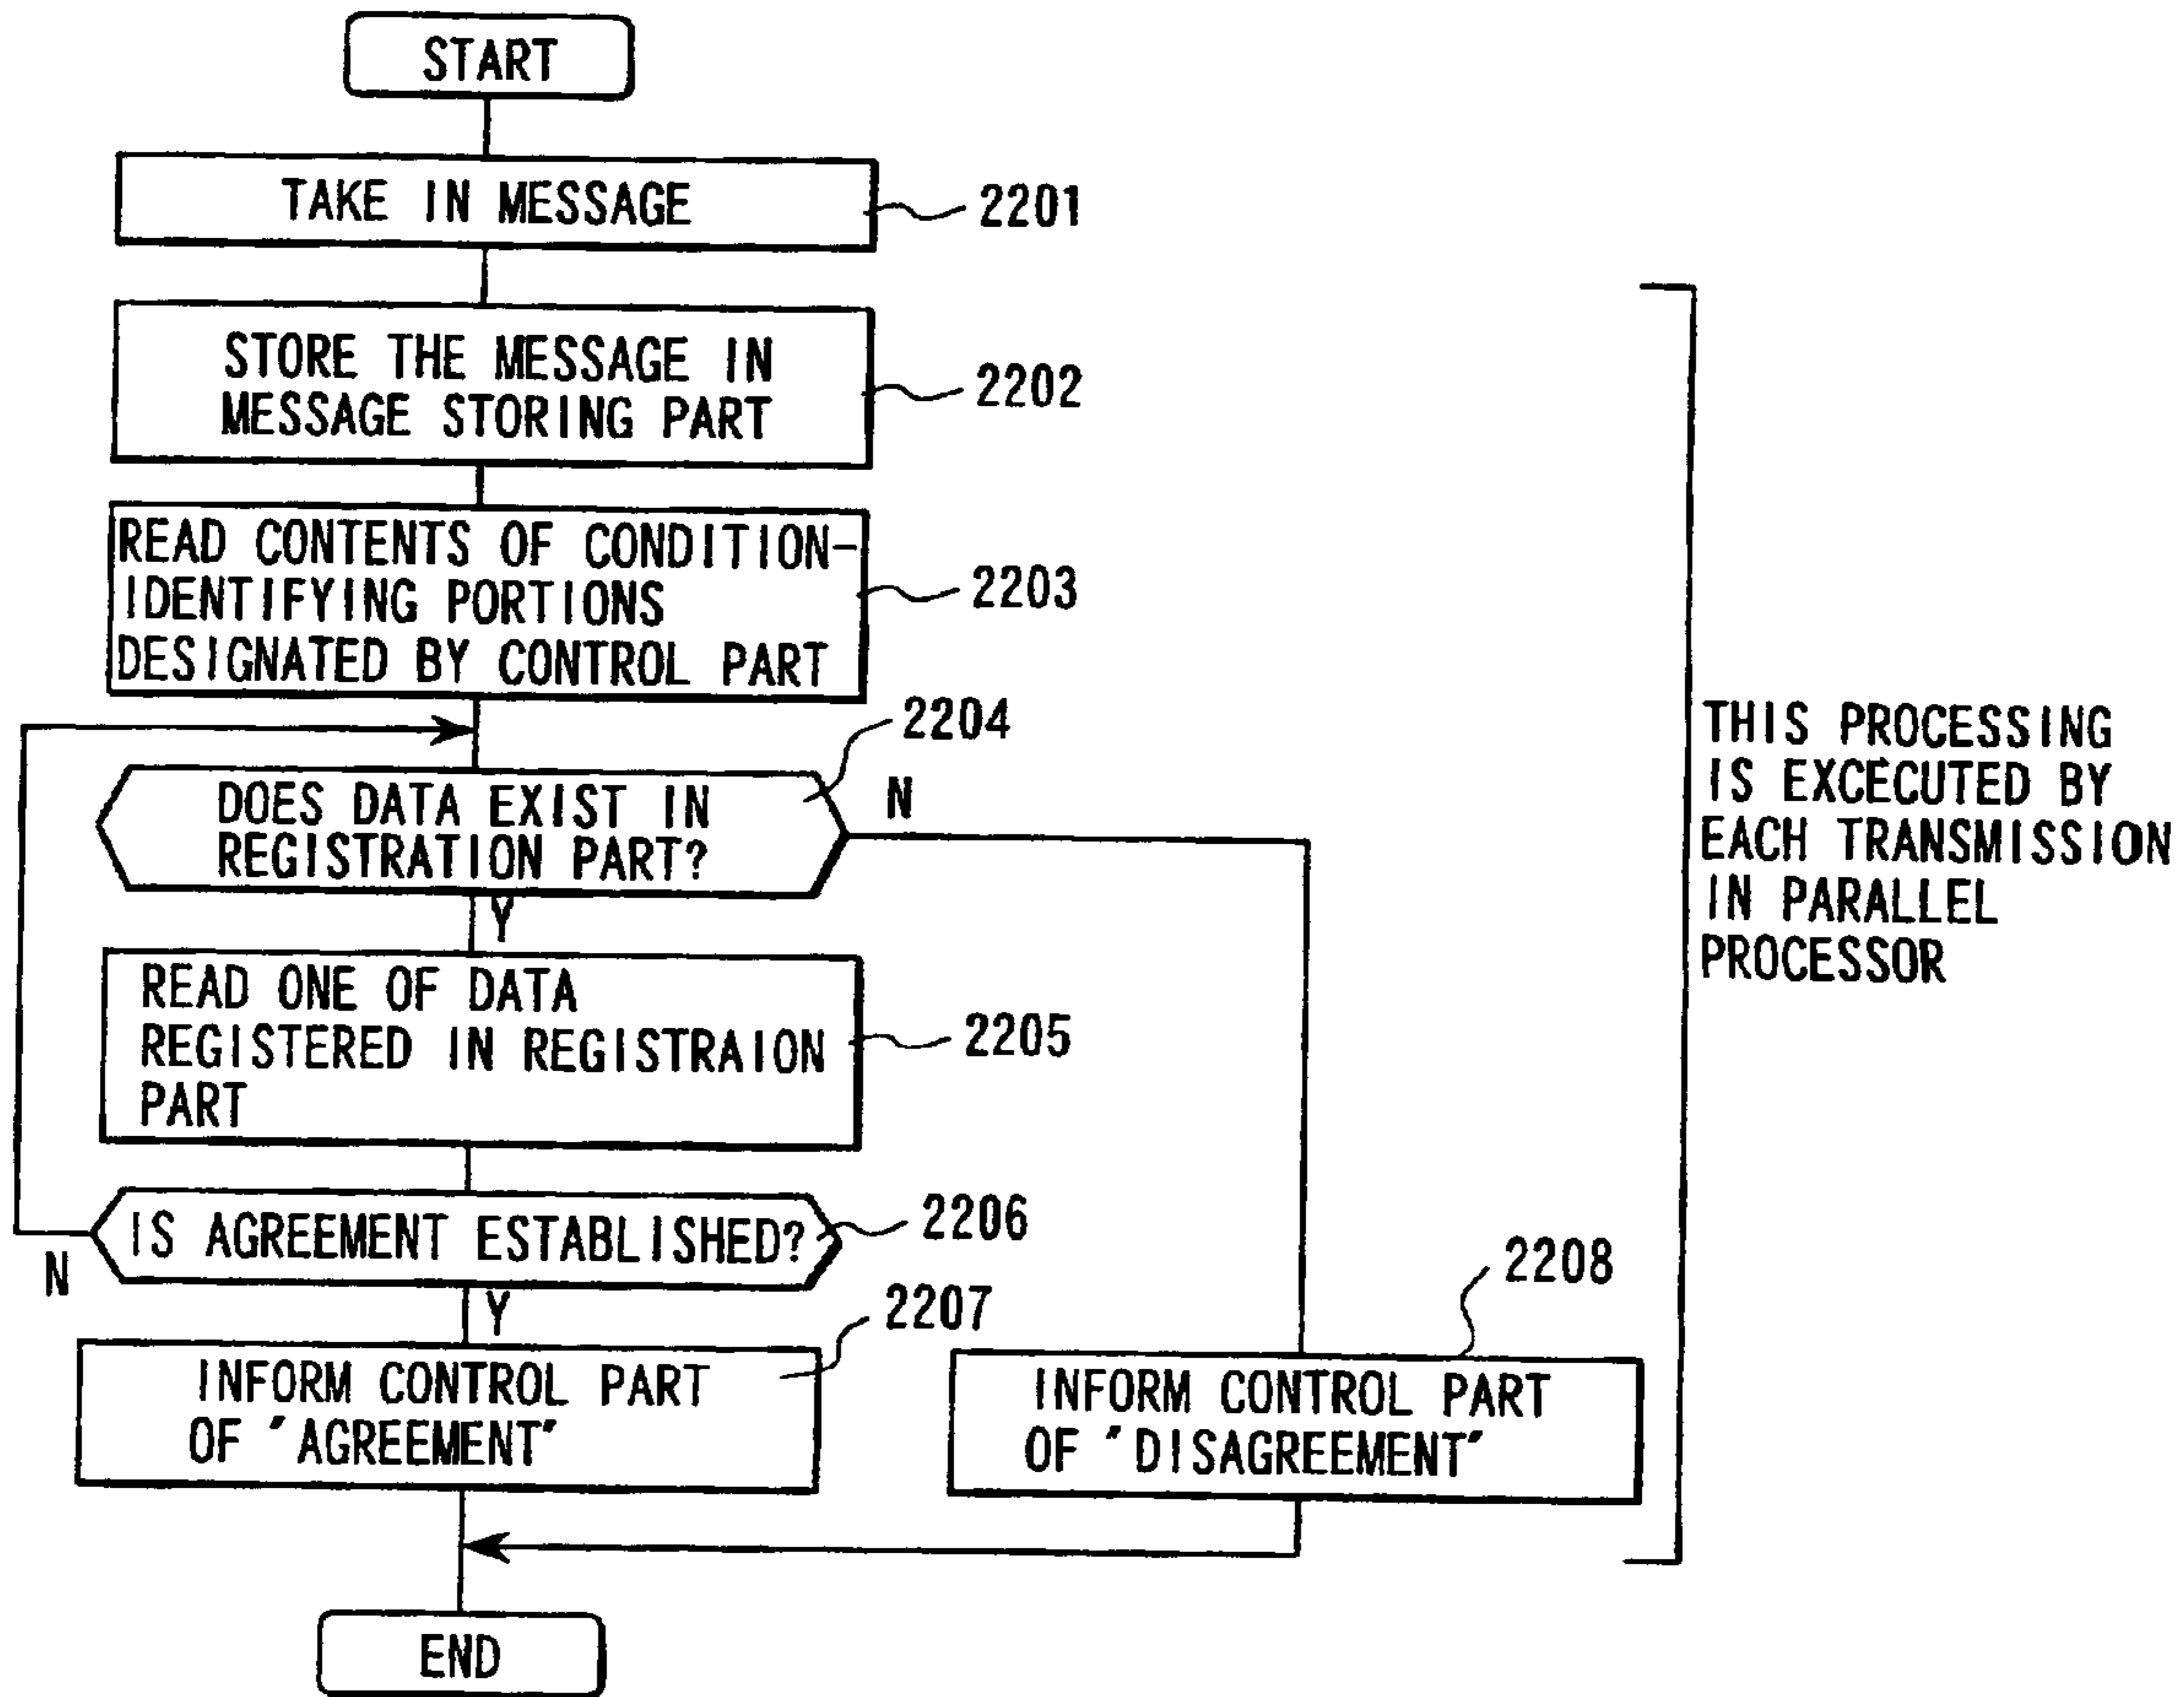 START
TAKE IN MESSAGE
2201
STORE THE MESSAGE IN
MESSAGE STORING PART
2202
READ CONTENTS OF CONDITION-
IDENTIFYING PORTIONS
DESIGNATED BY CONTROL PART
2203
2204
DOES DATA EXIST IN
REGISTRATION PART?
N
Y
READ ONE OF DATA
REGISTERED IN REGISTRAION
PART
2205
IS AGREEMENT ESTABLISHED?
2206
N
Y
2207
INFORM CONTROL PART
OF "AGREEMENT"
2208
INFORM CONTROL PART
OF "DISAGREEMENT"
END
THIS PROCESSING
IS EXCECUTED BY
EACH TRANSMISSION
IN PARALLEL
PROCESSOR